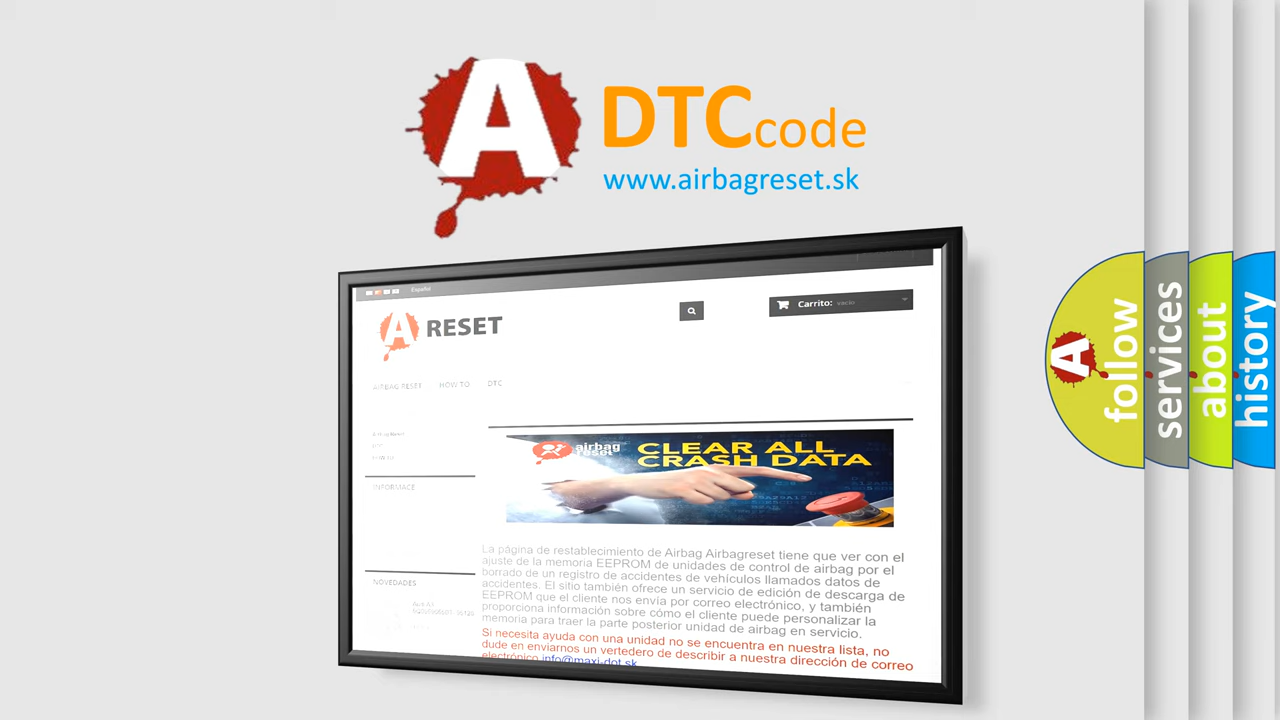 A
DTC code
www.airbagreset.sk
Español
A RESET
Carrito: vacío
AIRBAG RESET HOW TO DTC
INFORMACE
NOVEDADES
airbag
reset
CLEAR ALL
CRASH DATA
La página de restablecimiento de Airbag Airbagreset tiene que ver con el
ajuste de la memoria EEPROM de unidades de control de airbag por el
borrado de un registro de accidentes de vehículos llamados datos de
accidentes. El sitio también ofrece un servicio de edición de descarga de
EEPROM que el cliente nos envía por correo electrónico, y también
proporciona información sobre cómo el cliente puede personalizar la
memoria para traer la parte posterior unidad de airbag en servicio.
Si necesita ayuda con una unidad no se encuentra en nuestra lista, no
dude en enviarnos un vertedero de describir a nuestra dirección de correo
electrónico info@maxi-dot.sk
A
follow
services
about
history